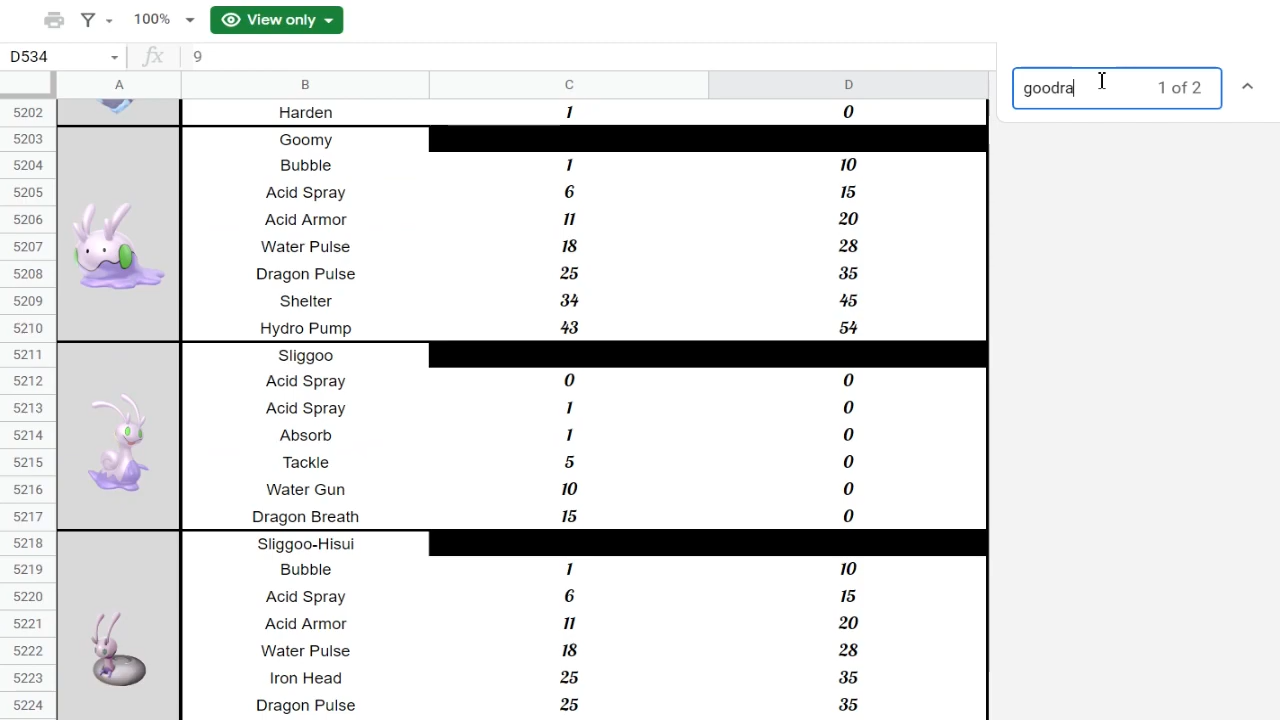 100% View only
D534 fx 9
goodra 1 of 2
A B C D
5202 Harden 1 0
5203 Goomy
5204 Bubble 1 10
5205 Acid Spray 6 15
5206 Acid Armor 11 20
5207 Water Pulse 18 28
5208 Dragon Pulse 25 35
5209 Shelter 34 45
5210 Hydro Pump 43 54
5211 Sliggoo
5212 Acid Spray 0 0
5213 Acid Spray 1 0
5214 Absorb 1 0
5215 Tackle 5 0
5216 Water Gun 10 0
5217 Dragon Breath 15 0
5218 Sliggoo-Hisui
5219 Bubble 1 10
5220 Acid Spray 6 15
5221 Acid Armor 11 20
5222 Water Pulse 18 28
5223 Iron Head 25 35
5224 Dragon Pulse 25 35